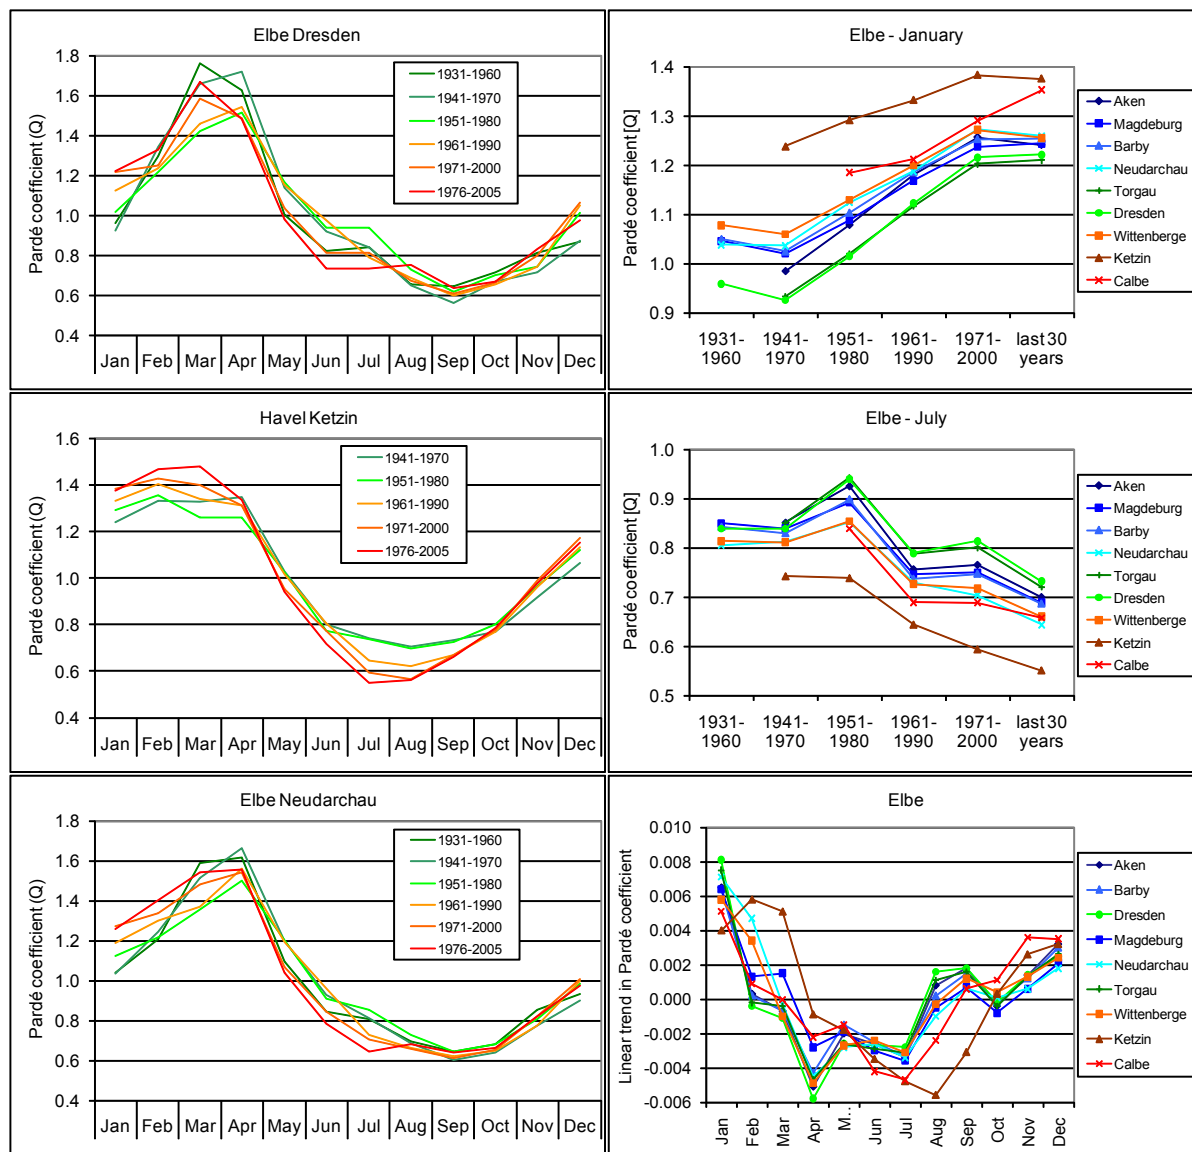 Elbe Dresden
Pardé coefficient (Q)
1.8
1.6
1.4
1.2
1.0
0.8
0.6
0.4
1931-1960
1941-1970
1951-1980
1961-1990
1971-2000
1976-2005
Jan Feb Mar Apr May Jun Jul Aug Sep Oct Nov Dec
Elbe - January
Pardé coefficient [Q]
1.4
1.3
1.2
1.1
1.0
0.9
1931- 1941- 1951- 1961- 1971- last 30
1960 1970 1980 1990 2000 years
Aken
Magdeburg
Barby
Neudarchau
Torgau
Dresden
Wittenberge
Ketzin
Calbe
Havel Ketzin
Pardé coefficient (Q)
1.6
1.4
1.2
1.0
0.8
0.6
0.4
1941-1970
1951-1980
1961-1990
1971-2000
1976-2005
Jan Feb Mar Apr May Jun Jul Aug Sep Oct Nov Dec
Elbe - July
Pardé coefficient [Q]
1.0
0.9
0.8
0.7
0.6
0.5
1931- 1941- 1951- 1961- 1971- last 30
1960 1970 1980 1990 2000 years
Aken
Magdeburg
Barby
Neudarchau
Torgau
Dresden
Wittenberge
Ketzin
Calbe
Elbe Neudarchau
Pardé coefficient (Q)
1.8
1.6
1.4
1.2
1.0
0.8
0.6
0.4
1931-1960
1941-1970
1951-1980
1961-1990
1971-2000
1976-2005
Jan Feb Mar Apr May Jun Jul Aug Sep Oct Nov Dec
Elbe
Linear trend in Pardé coefficient
0.010
0.008
0.006
0.004
0.002
0.000
-0.002
-0.004
-0.006
Jan Feb Mar Apr M.. Jun Jul Aug Sep Oct Nov Dec
Aken
Barby
Dresden
Magdeburg
Neudarchau
Torgau
Wittenberge
Ketzin
Calbe